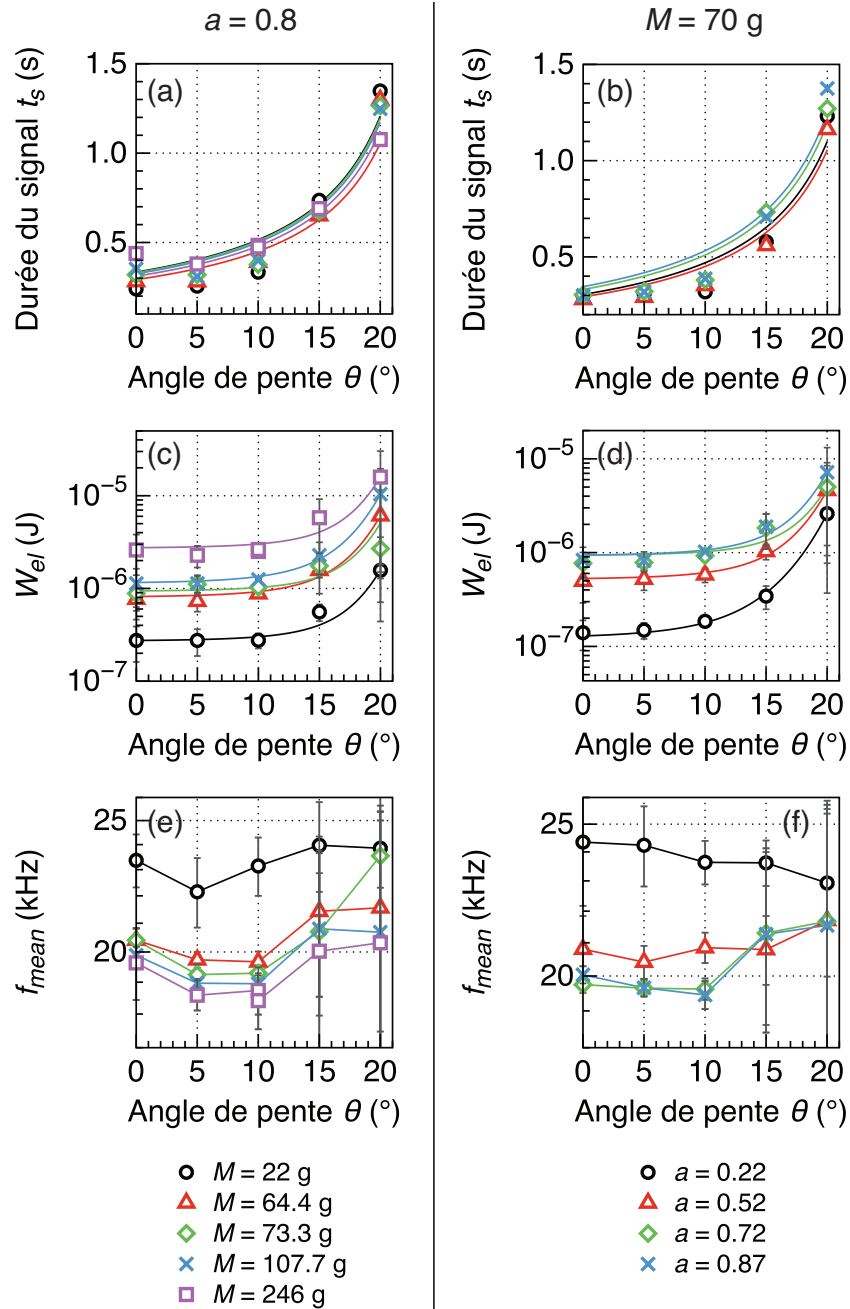 a = 0.8
M = 70 g
Durée du signal tₛ (s)
1.5
1.0
0.5
(a)
0 5 10 15 20
Angle de pente θ (°)
Durée du signal tₛ (s)
1.5
1.0
0.5
(b)
0 5 10 15 20
Angle de pente θ (°)
W_el (J)
10⁻⁵
10⁻⁶
10⁻⁷
(c)
0 5 10 15 20
Angle de pente θ (°)
W_el (J)
10⁻⁵
10⁻⁶
10⁻⁷
(d)
0 5 10 15 20
Angle de pente θ (°)
f_mean (kHz)
25
20
(e)
0 5 10 15 20
Angle de pente θ (°)
f_mean (kHz)
25
20
(f)
0 5 10 15 20
Angle de pente θ (°)
M = 22 g
M = 64.4 g
M = 73.3 g
M = 107.7 g
M = 246 g
a = 0.22
a = 0.52
a = 0.72
a = 0.87